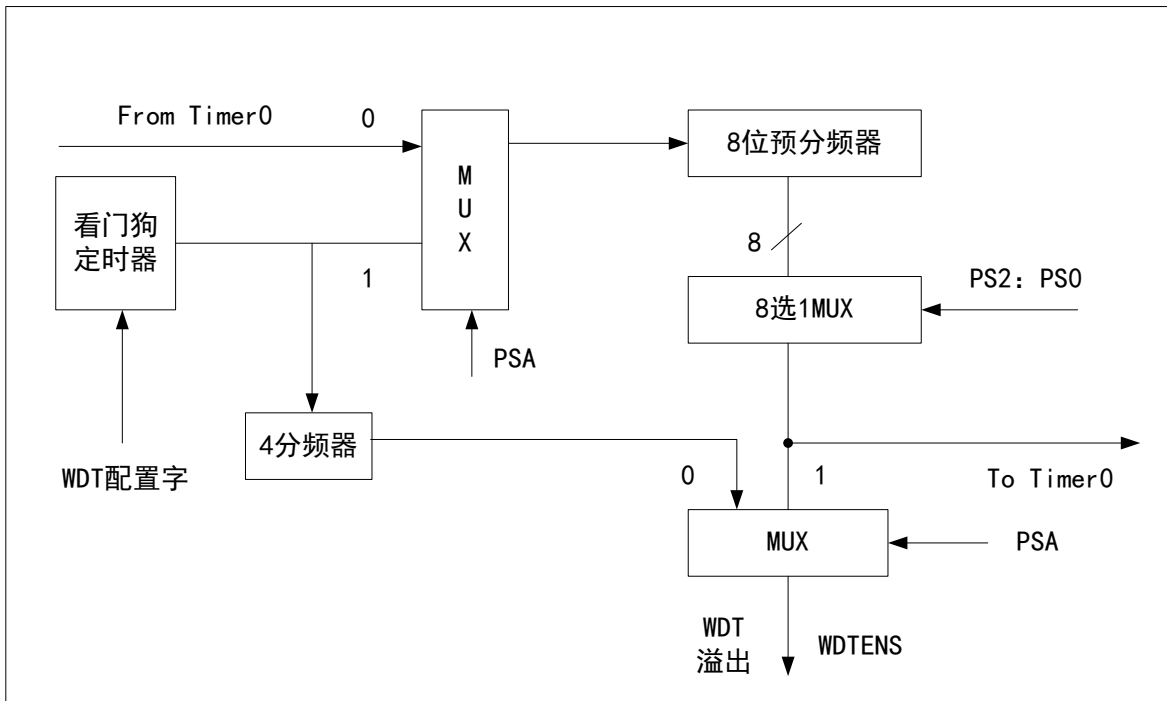 From Timer0
0
M
U
X
8位预分频器
看门狗
定时器
8
1
PS2：PS0
8选1MUX
PSA
4分频器
WDT配置字
0
1
To Timer0
MUX
PSA
WDT
溢出
WDTENS